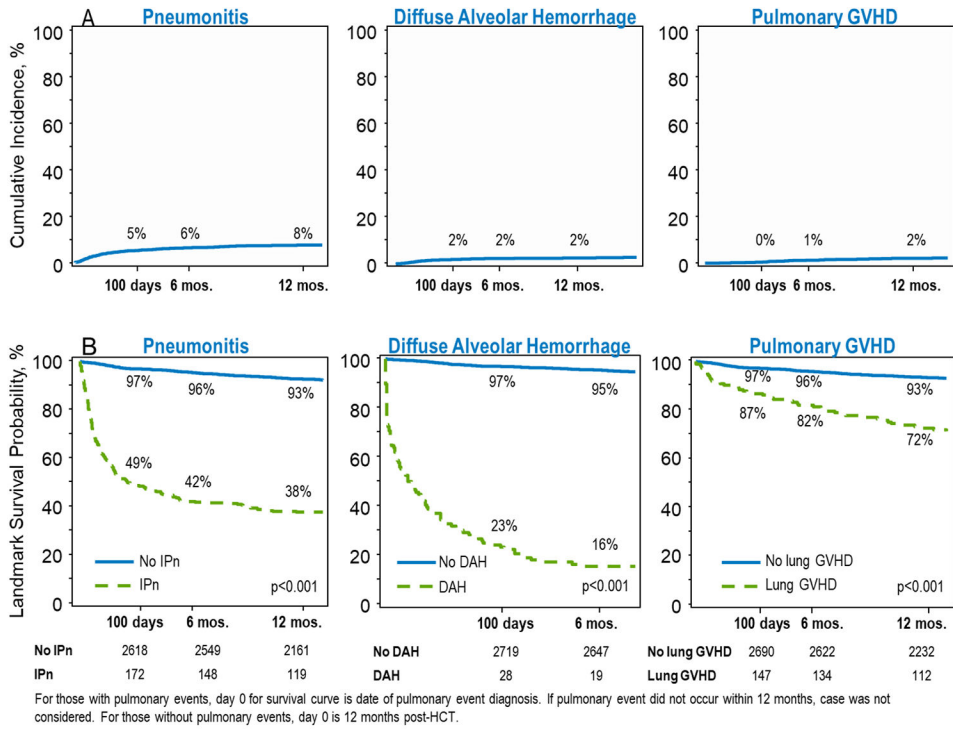 A
Pneumonitis
Diffuse Alveolar Hemorrhage
Pulmonary GVHD
Cumulative Incidence, %
100
80
60
40
20
0
5%
6%
8%
100 days
6 mos.
12 mos.
100
80
60
40
20
0
2%
2%
2%
100 days
6 mos.
12 mos.
100
80
60
40
20
0
0%
1%
2%
100 days
6 mos.
12 mos.
B
Pneumonitis
Diffuse Alveolar Hemorrhage
Pulmonary GVHD
Landmark Survival Probability, %
100
80
60
40
20
0
97%
96%
93%
49%
42%
38%
No IPn
IPn
p<0.001
100 days
6 mos.
12 mos.
100
80
60
40
20
0
97%
95%
23%
16%
No DAH
DAH
p<0.001
100 days
6 mos.
100
80
60
40
20
0
97%
96%
93%
87%
82%
72%
No lung GVHD
Lung GVHD
p<0.001
100 days
6 mos.
12 mos.
No IPn 2618 2549 2161
IPn 172 148 119
No DAH 2719 2647
DAH 28 19
No lung GVHD 2690 2622 2232
Lung GVHD 147 134 112
For those with pulmonary events, day 0 for survival curve is date of pulmonary event diagnosis. If pulmonary event did not occur within 12 months, case was not
considered. For those without pulmonary events, day 0 is 12 months post-HCT.